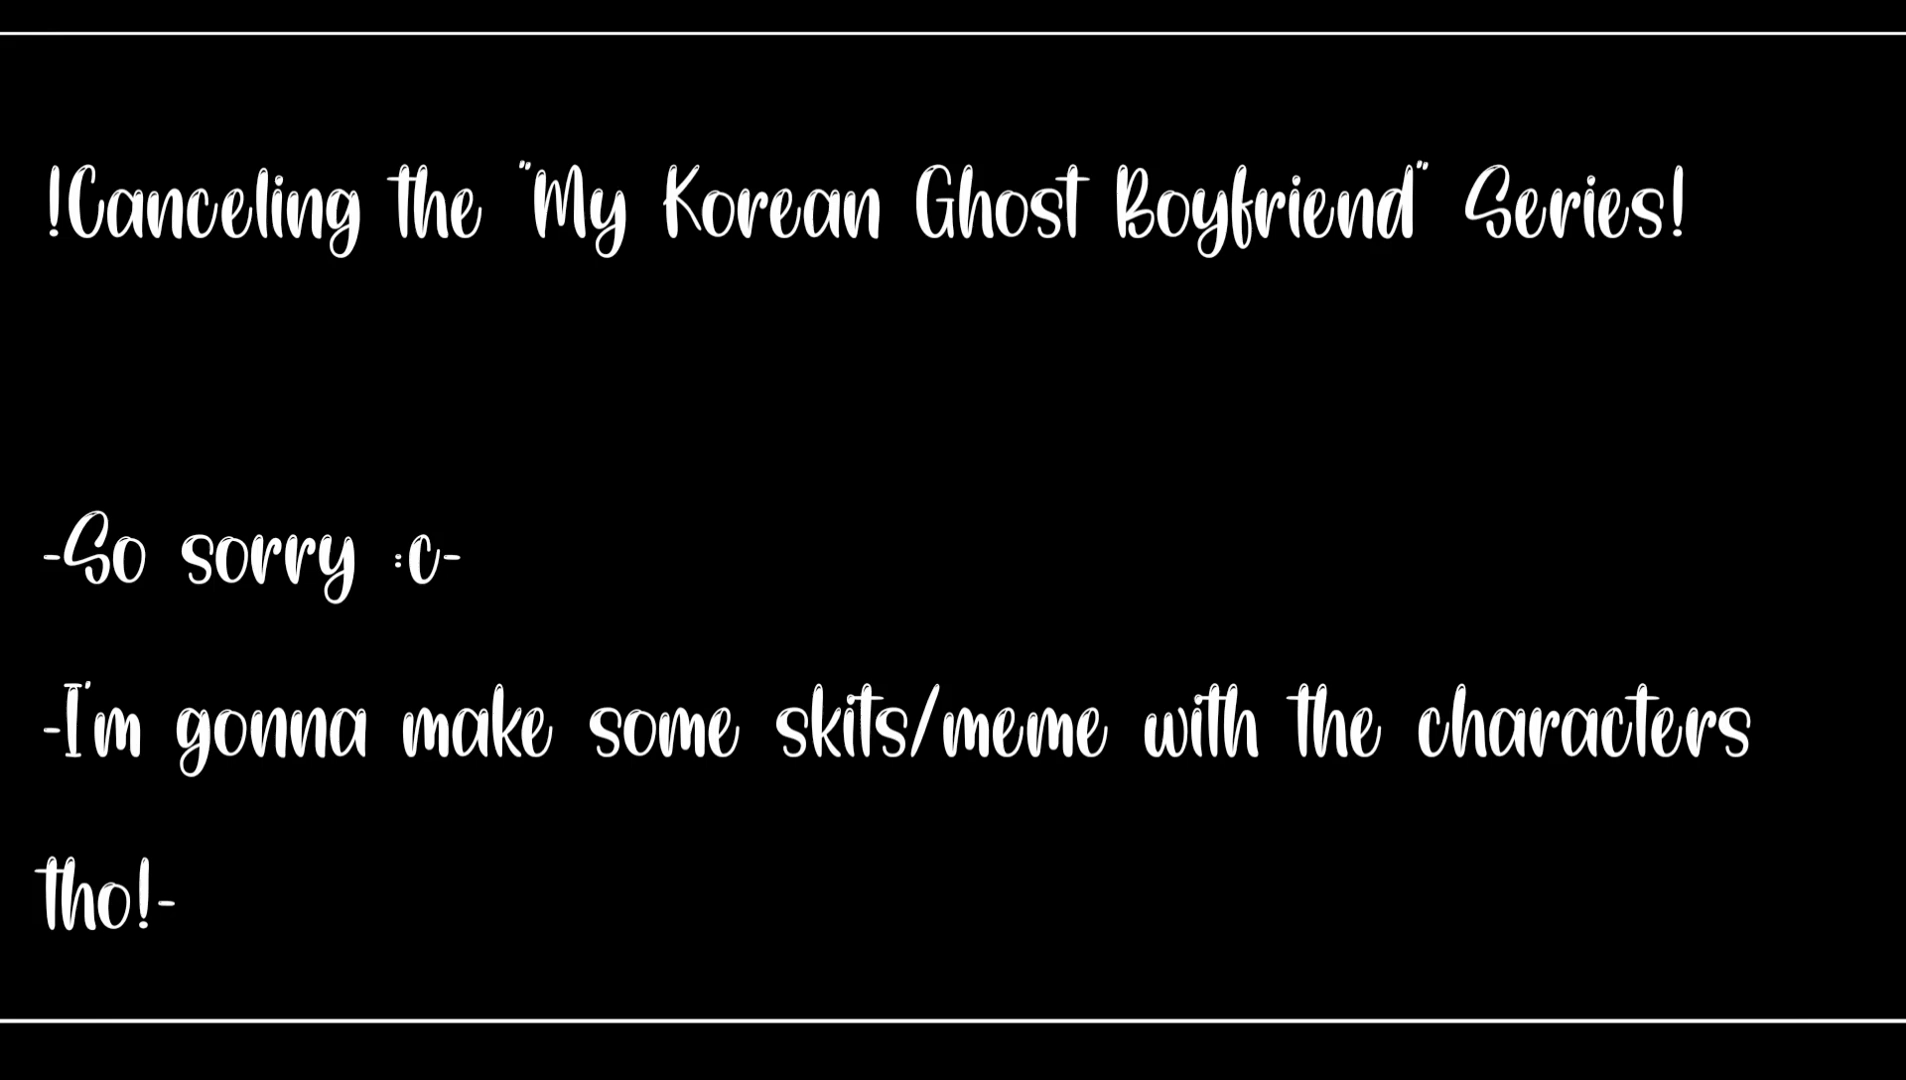 !Canceling the "My Korean Ghost Boyfriend" Series!
-So sorry :c-
-I'm gonna make some skits/meme with the characters
tho!-